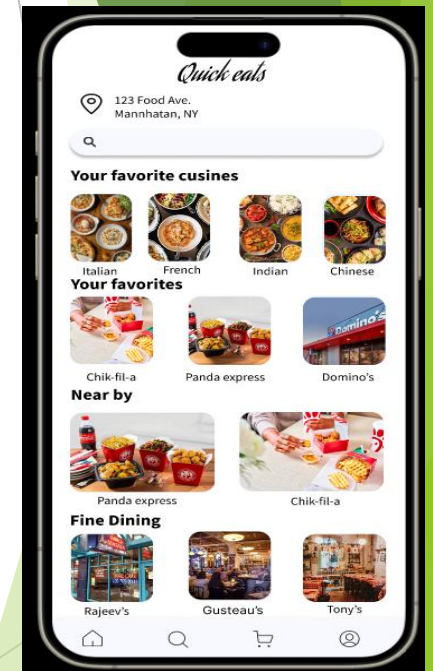 Quick eats
123 Food Ave.
Mannhatan, NY
Your favorite cusines
Italian French Indian Chinese
Your favorites
Domino's
Chik-fil-a Panda express Domino's
Near by
Panda express Chik-fil-a
Fine Dining
Rajeev's Gusteau's Tony's